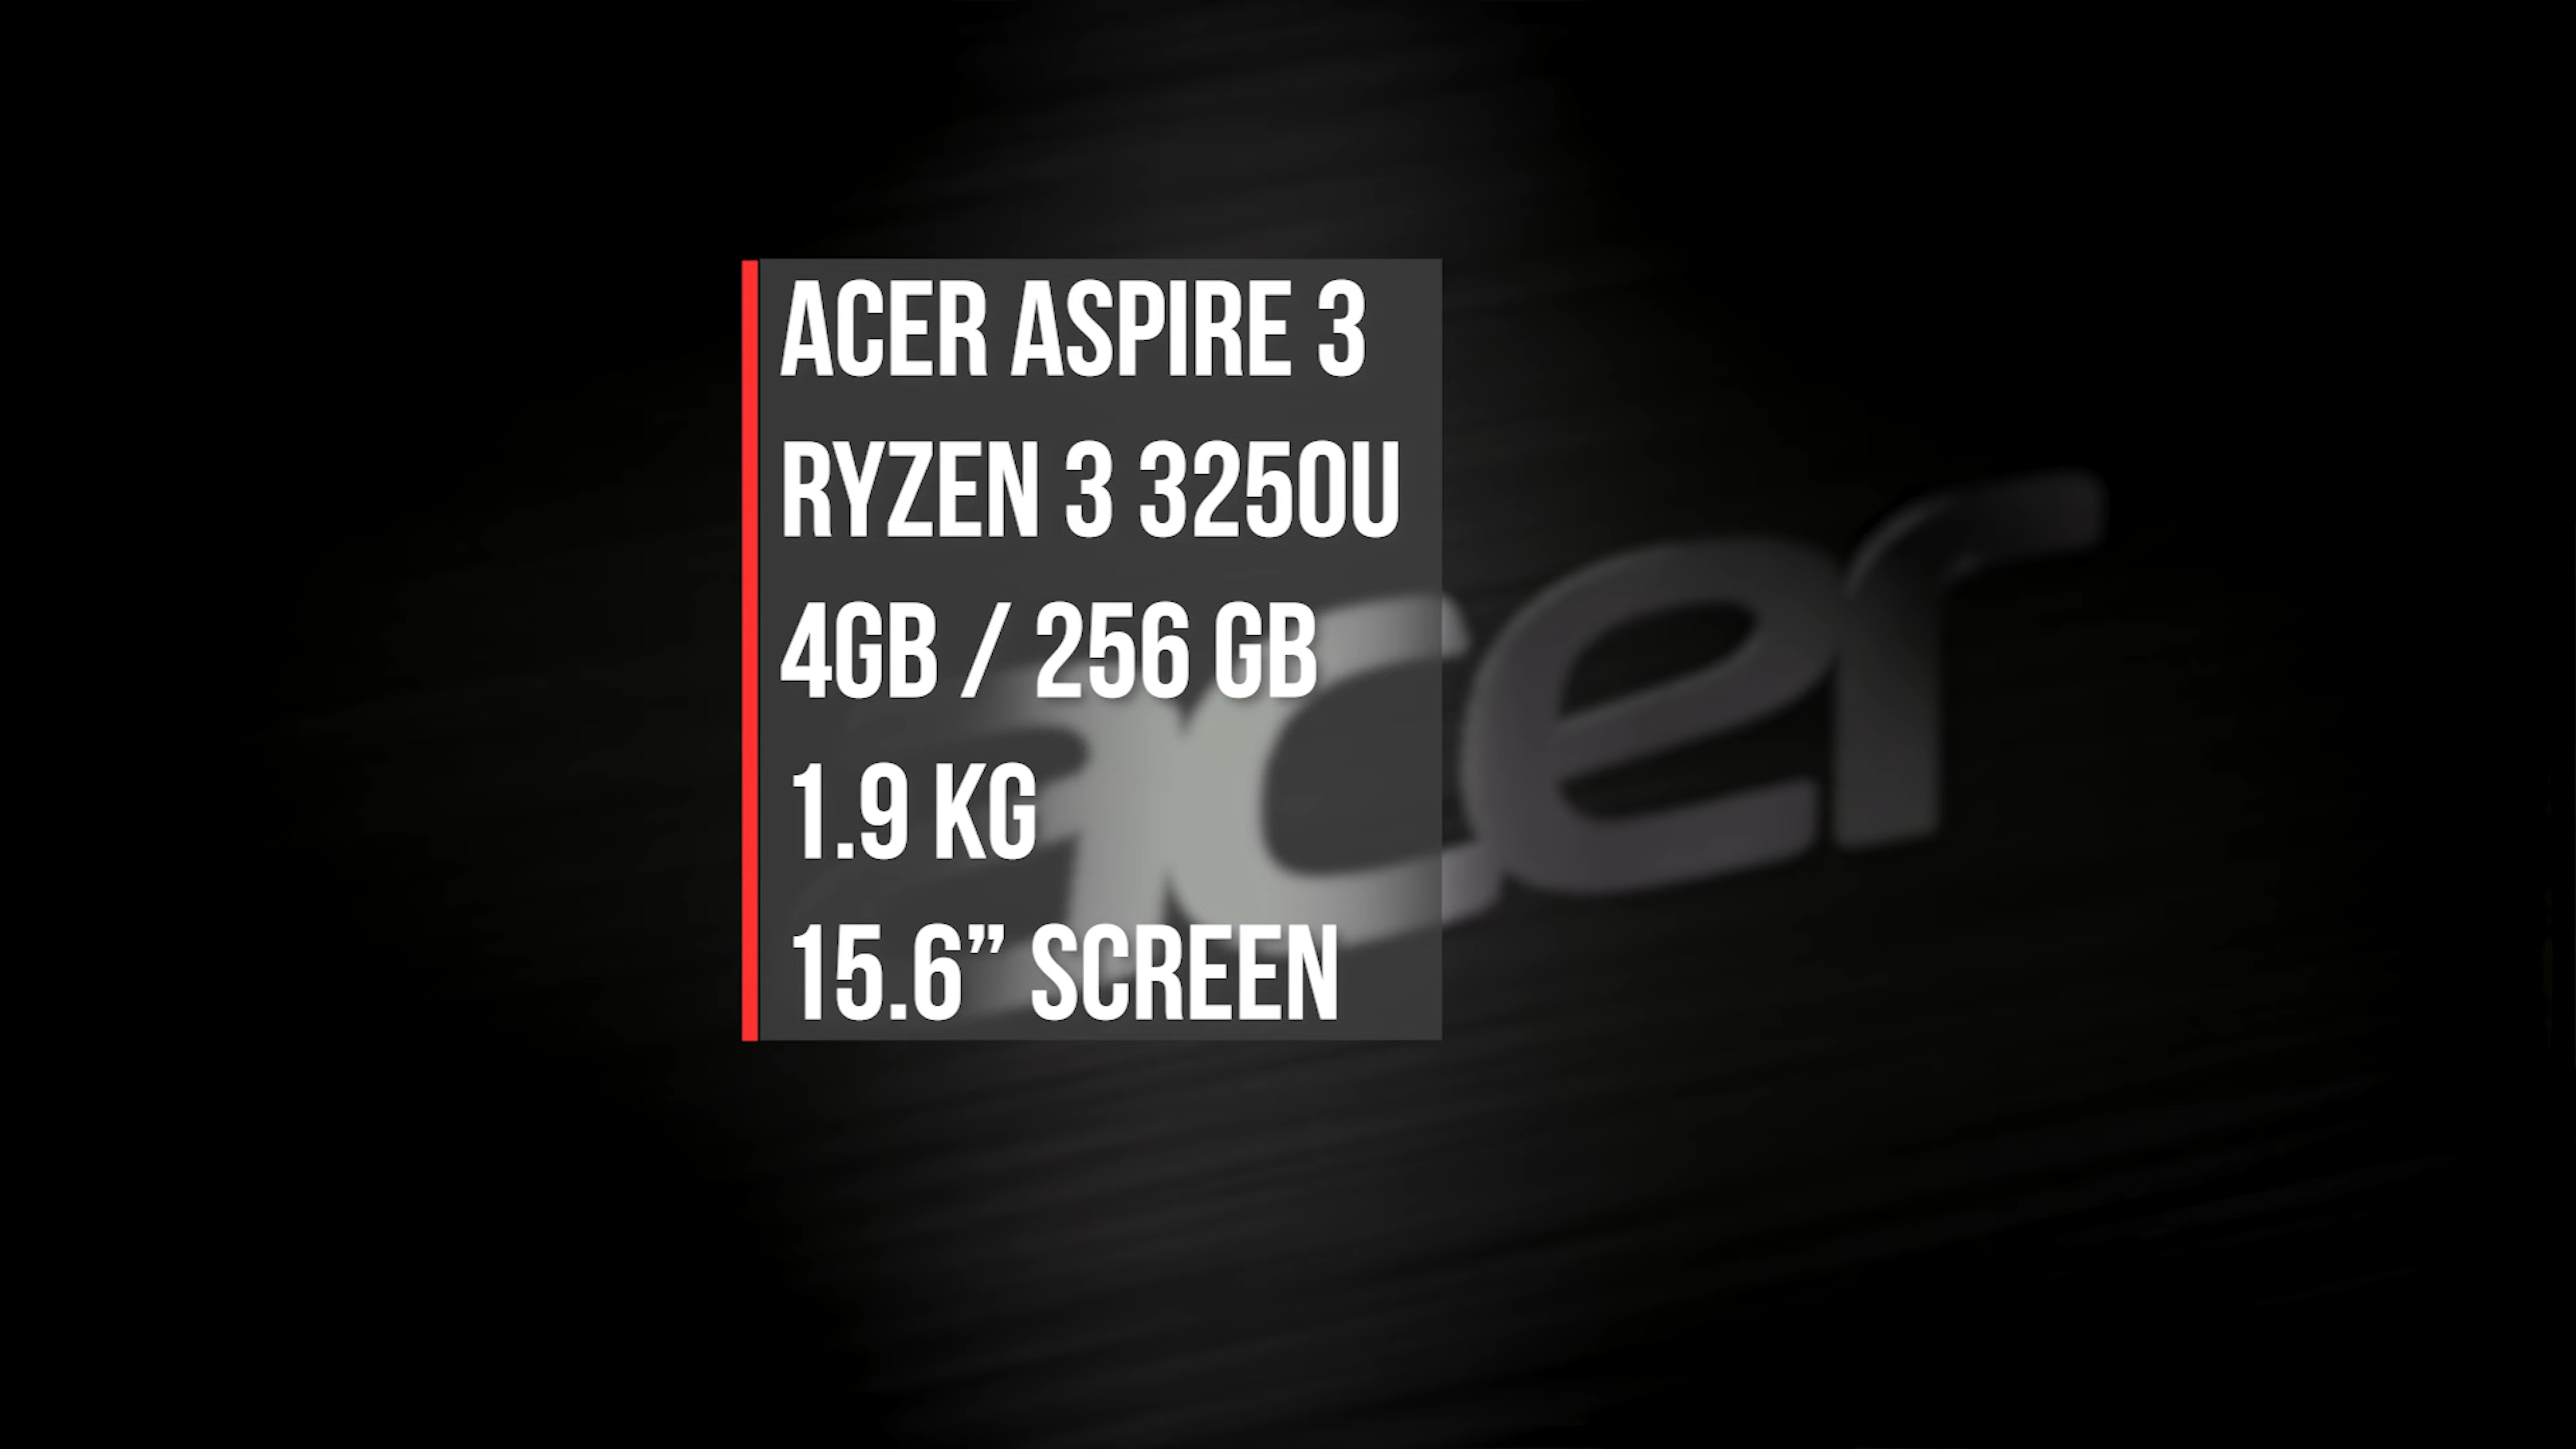 ACER ASPIRE 3
RYZEN 3 3250U
4GB / 256 GB
1.9 KG
15.6” SCREEN
acer